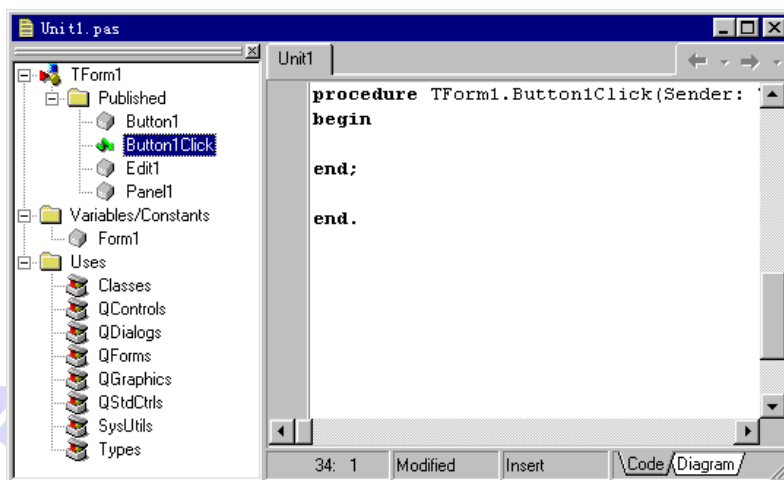 Unit1.pas
TForm1
Published
Button1
Button1Click
Edit1
Panel1
Variables/Constants
Form1
Uses
Classes
QControls
QDialogs
QForms
QGraphics
QStdCtrls
SysUtils
Types
Unit1
procedure TForm1.Button1Click(Sender:
begin
end;
end.
34: 1 Modified Insert Code Diagram